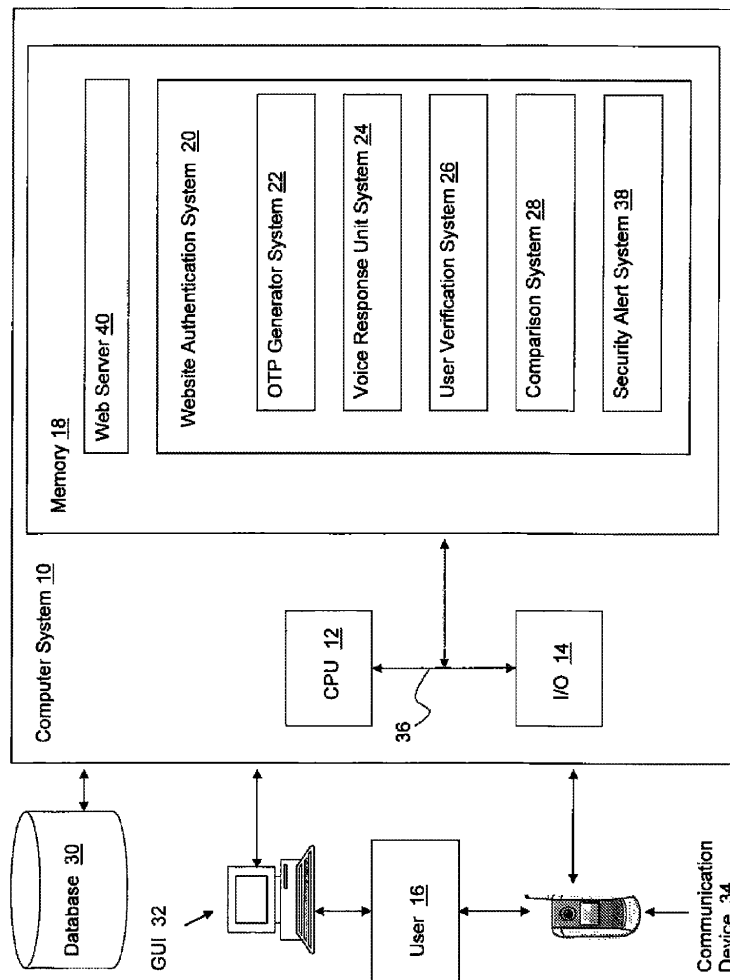 Computer System 10
Memory 18
Web Server 40
Website Authentication System 20
OTP Generator System 22
Voice Response Unit System 24
User Verification System 26
Comparison System 28
Security Alert System 38
CPU 12
36
I/O 14
Database 30
GUI 32
User 16
Communication
Device 34